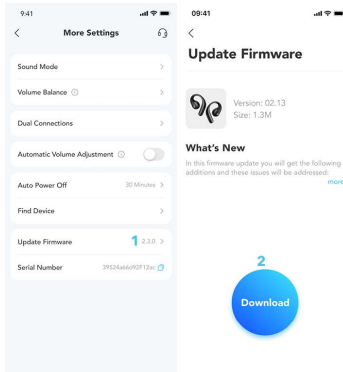 9:41
More Settings
Sound Mode
Volume Balance
Dual Connections
Automatic Volume Adjustment
Auto Power Off 30 Minutes
Find Device
Update Firmware 1 2.3.0
Serial Number 39524a66d92F12ac
09:41
Update Firmware
Version: 02.13
Size: 1.3M
What's New
In this firmware update you will get the following
additions and these issues will be addressed:
more
2
Download